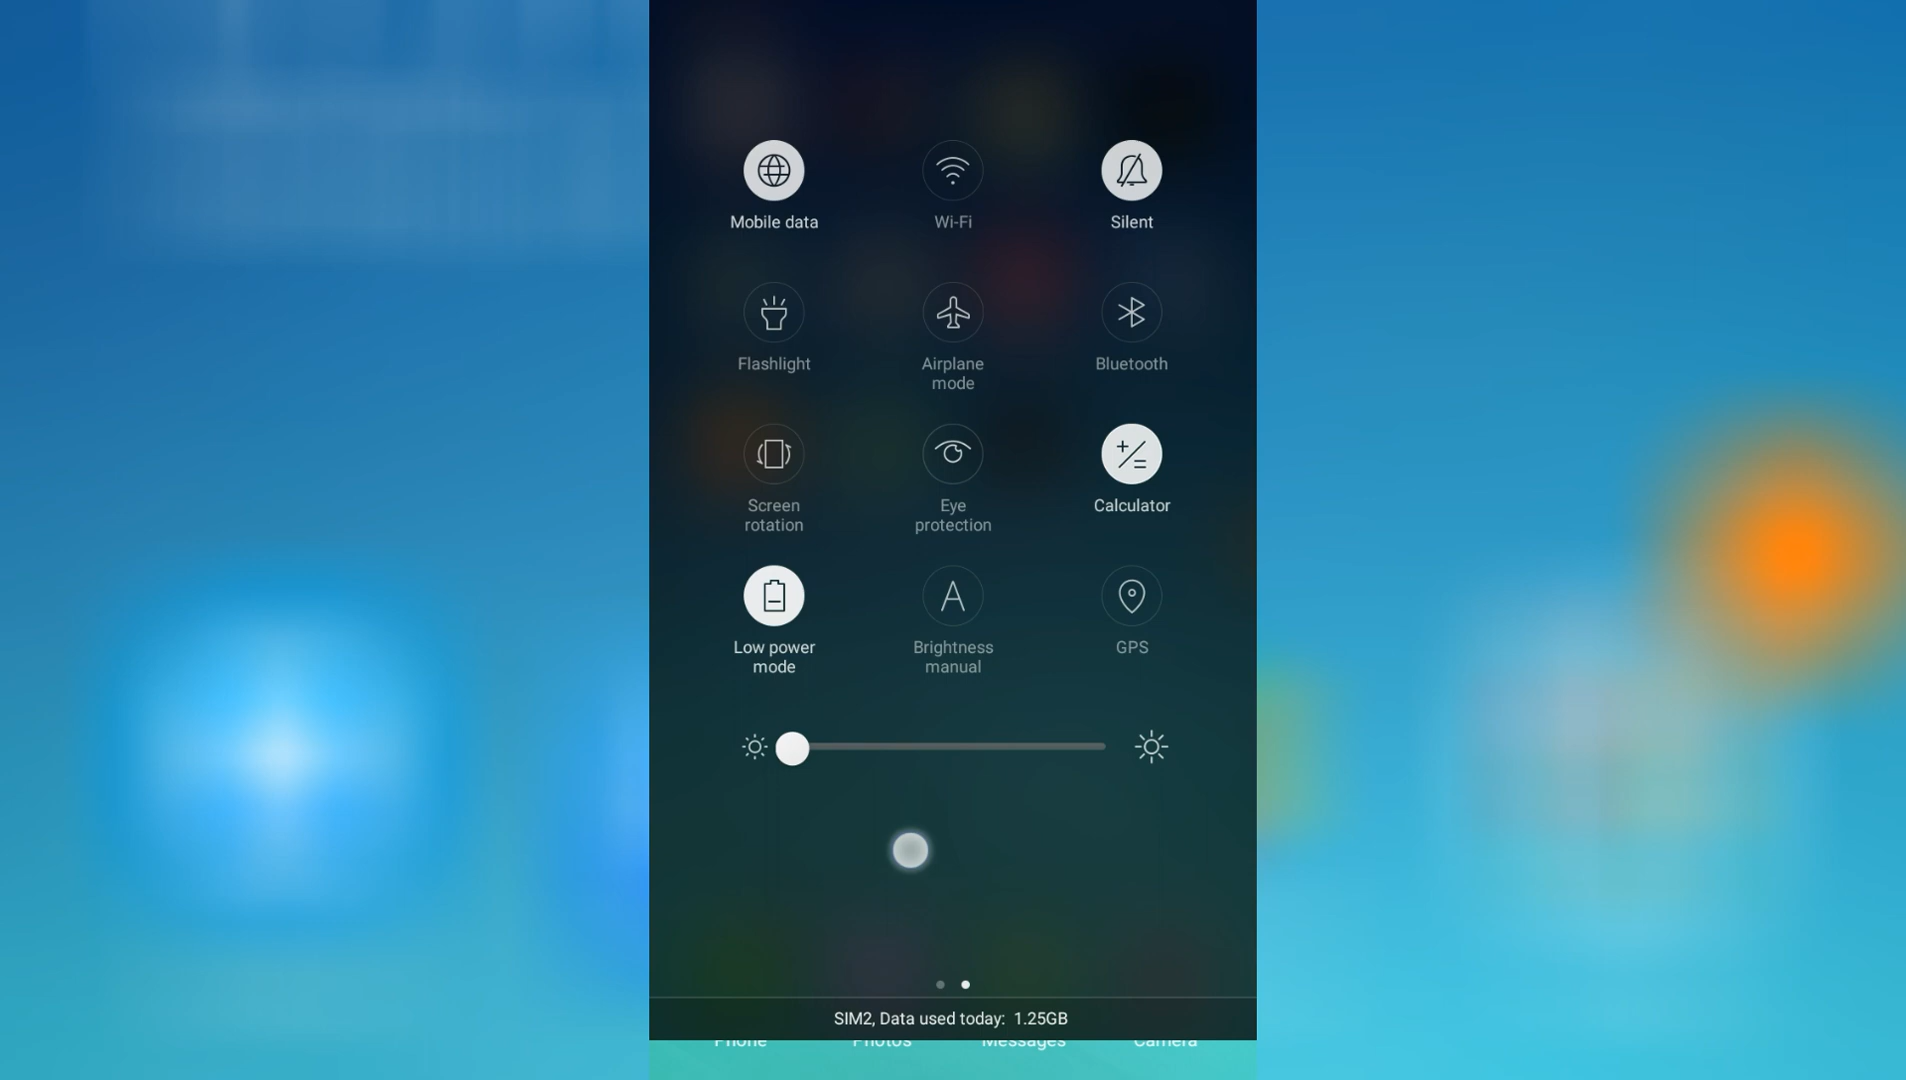 Mobile data Wi-Fi Silent
Flashlight Airplane mode Bluetooth
Screen rotation Eye protection Calculator
Low power mode Brightness manual GPS
SIM2, Data used today: 1.25GB
Phone Photos Messages Camera